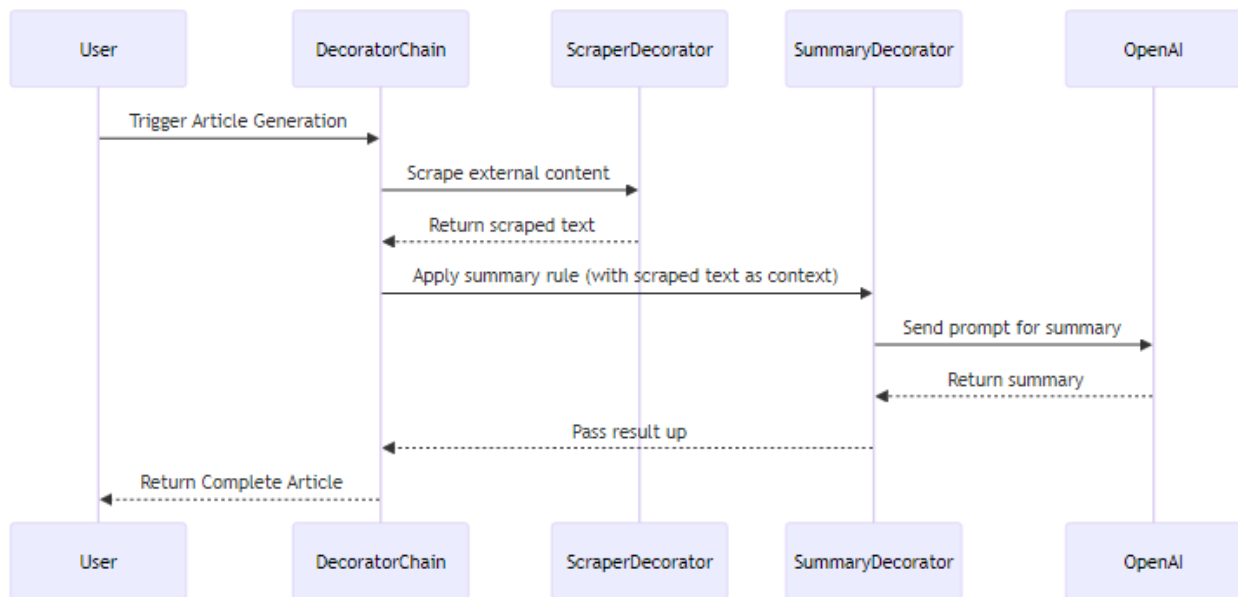 User
DecoratorChain
ScraperDecorator
SummaryDecorator
OpenAI
Trigger Article Generation
Scrape external content
Return scraped text
Apply summary rule (with scraped text as context)
Send prompt for summary
Return summary
Pass result up
Return Complete Article
User
DecoratorChain
ScraperDecorator
SummaryDecorator
OpenAI